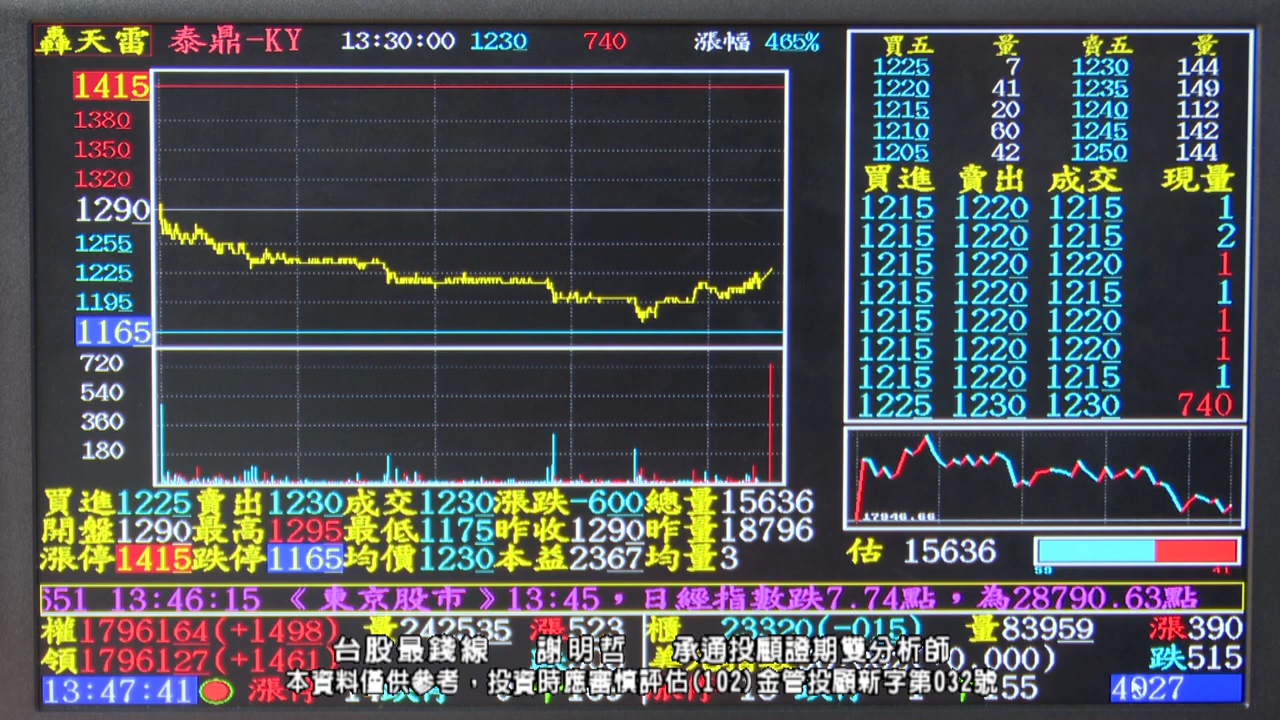 轟天雷 泰鼎-KY 13:30:00 1230 740 漲幅 465%
買五 量 賣五 量
1225 7 1230 144
1220 41 1235 149
1215 20 1240 112
1210 60 1245 142
1205 42 1250 144
買進 賣出 成交 現量
1215 1220 1215 1
1215 1220 1215 2
1215 1220 1220 1
1215 1220 1215 1
1215 1220 1220 1
1215 1220 1220 1
1215 1220 1215 1
1225 1230 1230 740
1415
1380
1350
1320
1290
1255
1225
1195
1165
720
540
360
180
17946.66
買進1225賣出1230成交1230漲跌-600總量15636
開盤1290最高1295最低1175昨收1290昨量18796
漲停1415跌停1165均價1230本益2367均量3
估 15636
59 41
651 13:46:15 《東京股市》13:45，日經指數跌7.74點，為28790.63點
權1796164(+1498) 量242535 漲523 櫃 23320(-015) 量83959 漲390
領1796127(+1461) 跌515
台股最錢線 謝明哲 承通投顧證期雙分析師
本資料僅供參考，投資時應審慎評估(102)金管投顧新字第032號
13:47:41 漲停 155 4027